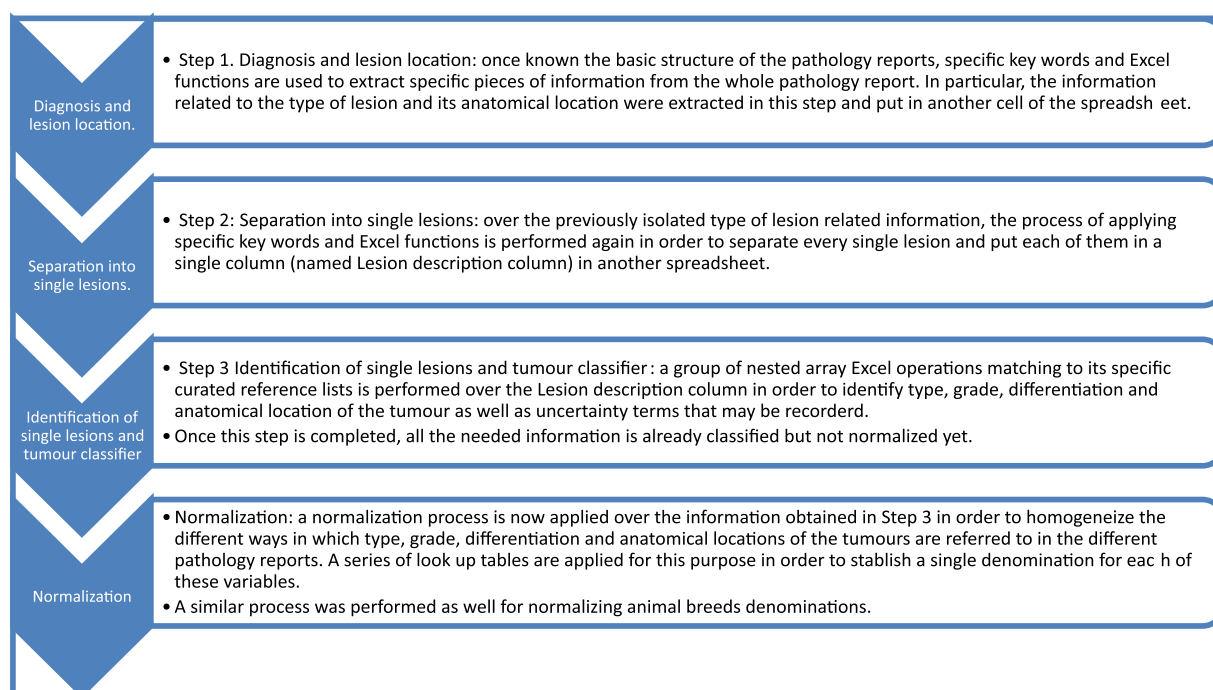 Diagnosis and
lesion location.
• Step 1. Diagnosis and lesion location: once known the basic structure of the pathology reports, specific key words and Excel
functions are used to extract specific pieces of information from the whole pathology report. In particular, the information
related to the type of lesion and its anatomical location were extracted in this step and put in another cell of the spreadsh eet.
Separation into
single lesions.
• Step 2: Separation into single lesions: over the previously isolated type of lesion related information, the process of applying
specific key words and Excel functions is performed again in order to separate every single lesion and put each of them in a
single column (named Lesion description column) in another spreadsheet.
Identification of
single lesions and
tumour classifier
• Step 3 Identification of single lesions and tumour classifier : a group of nested array Excel operations matching to its specific
curated reference lists is performed over the Lesion description column in order to identify type, grade, differentiation and
anatomical location of the tumour as well as uncertainty terms that may be recorderd.
• Once this step is completed, all the needed information is already classified but not normalized yet.
Normalization
• Normalization: a normalization process is now applied over the information obtained in Step 3 in order to homogeneize the
different ways in which type, grade, differentiation and anatomical locations of the tumours are referred to in the different
pathology reports. A series of look up tables are applied for this purpose in order to stablish a single denomination for eac h of
these variables.
• A similar process was performed as well for normalizing animal breeds denominations.